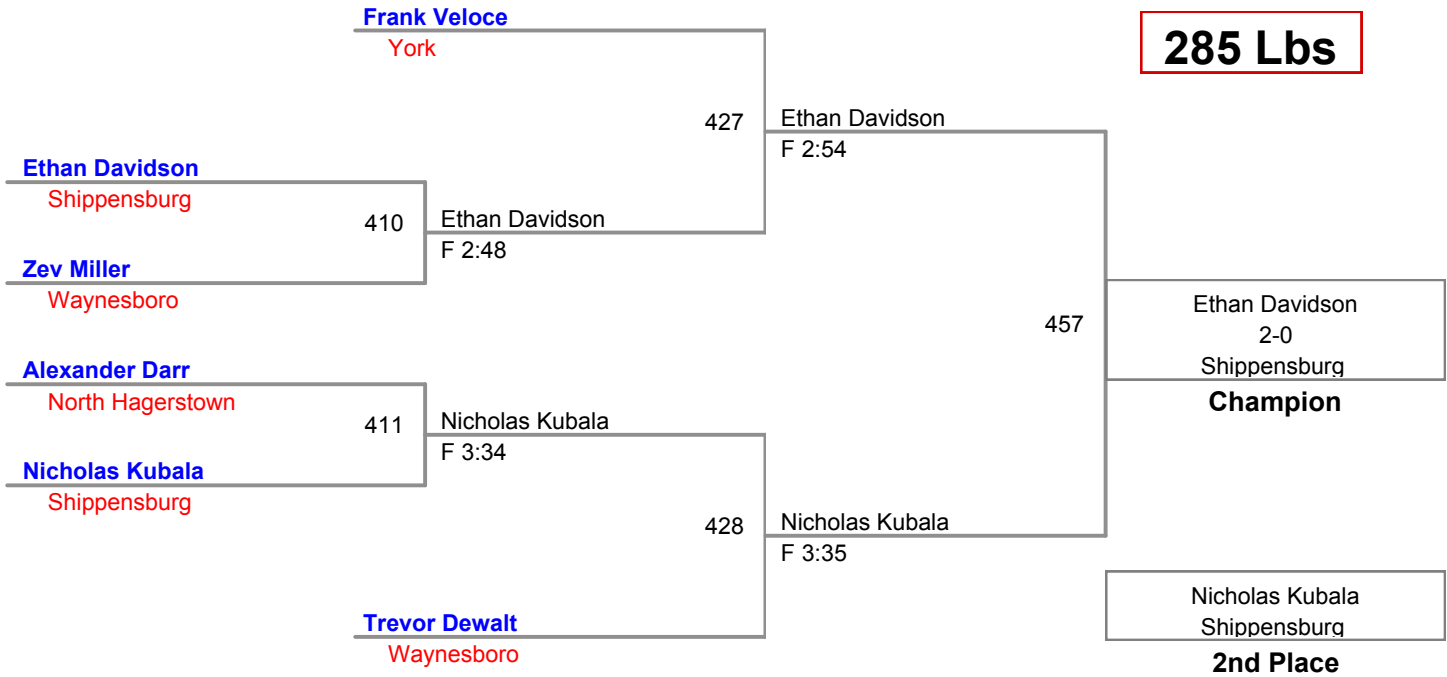 Frank Veloce
York
285 Lbs
427
Ethan Davidson
F 2:54
Ethan Davidson
Shippensburg
410
Ethan Davidson
F 2:48
Zev Miller
Waynesboro
457
Ethan Davidson
2-0
Shippensburg
Champion
Alexander Darr
North Hagerstown
411
Nicholas Kubala
F 3:34
Nicholas Kubala
Shippensburg
428
Nicholas Kubala
F 3:35
Trevor Dewalt
Waynesboro
Nicholas Kubala
Shippensburg
2nd Place